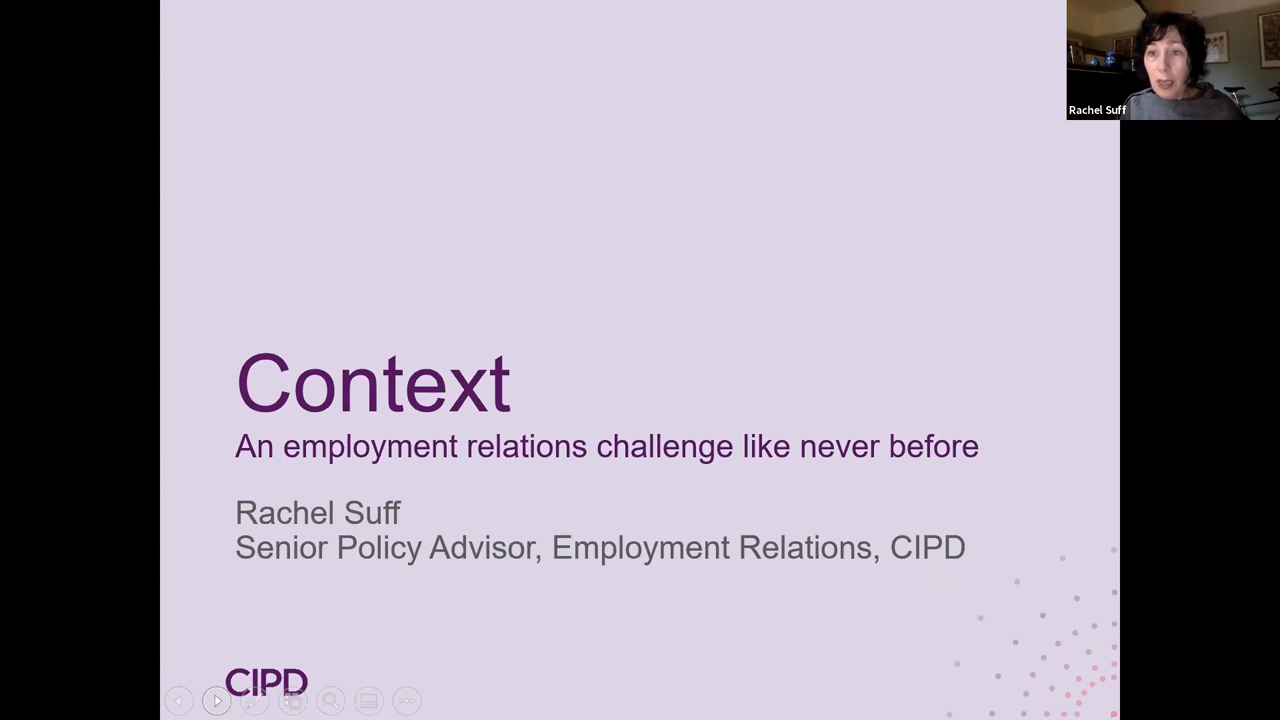 Rachel Suff
Context
An employment relations challenge like never before
Rachel Suff
Senior Policy Advisor, Employment Relations, CIPD
CIPD